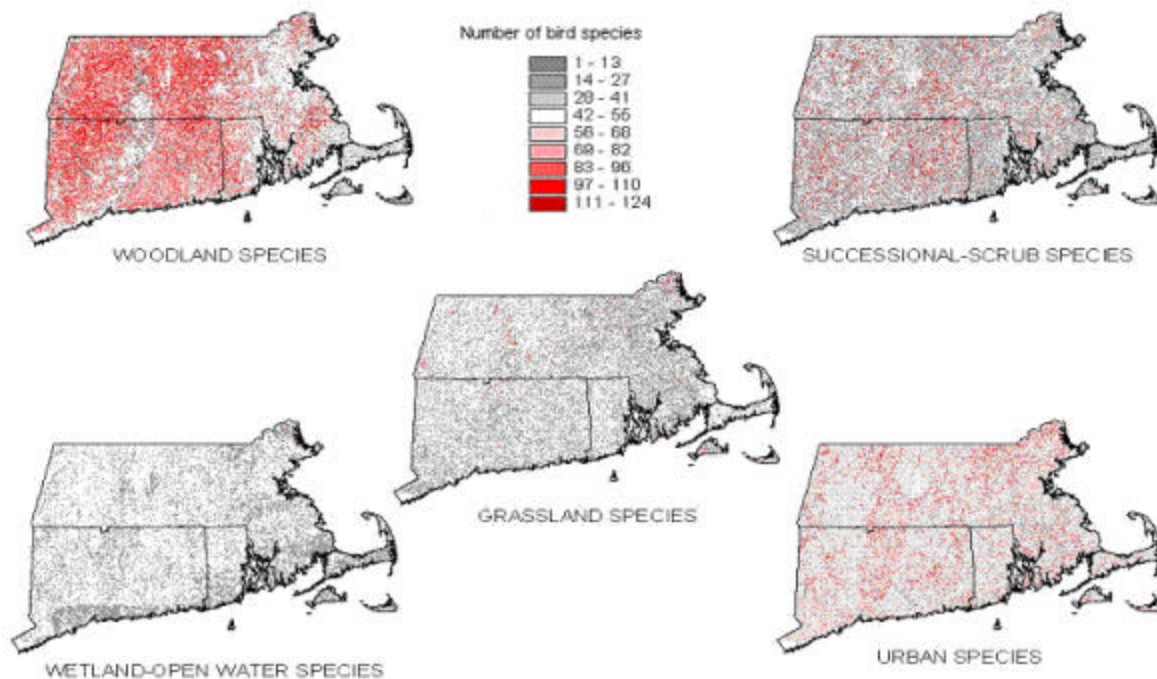 Number of bird species
1 - 13
14 - 27
28 - 41
42 - 55
56 - 68
69 - 82
83 - 96
97 - 110
111 - 124
WOODLAND SPECIES
SUCCESSIONAL-SCRUB SPECIES
GRASSLAND SPECIES
WETLAND-OPEN WATER SPECIES
URBAN SPECIES